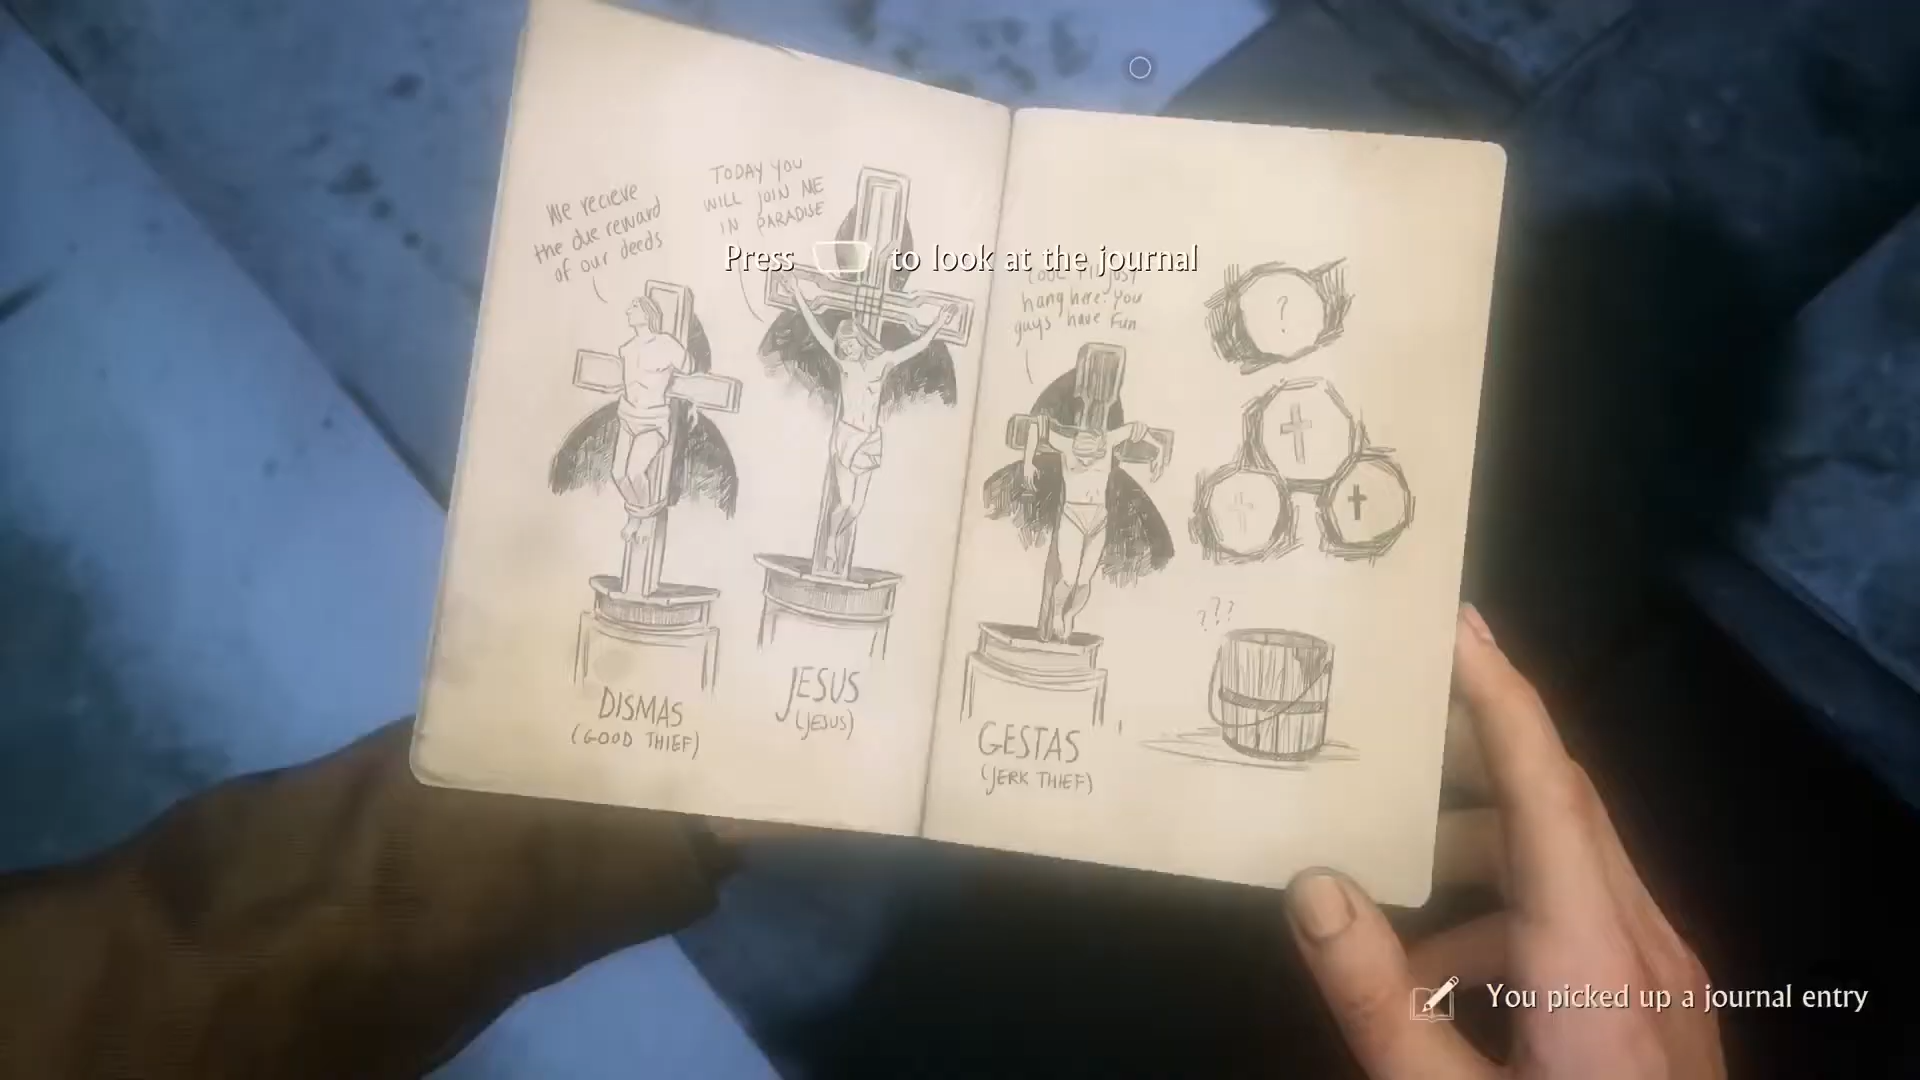 We recieve
the due reward
of our deeds
TODAY YOU
WILL JOIN ME
IN PARADISE
Press to look at the journal
hang here. You
guys have fun
?
???
DISMAS
(GOOD THIEF)
JESUS
(JESUS)
GESTAS
(JERK THIEF)
You picked up a journal entry